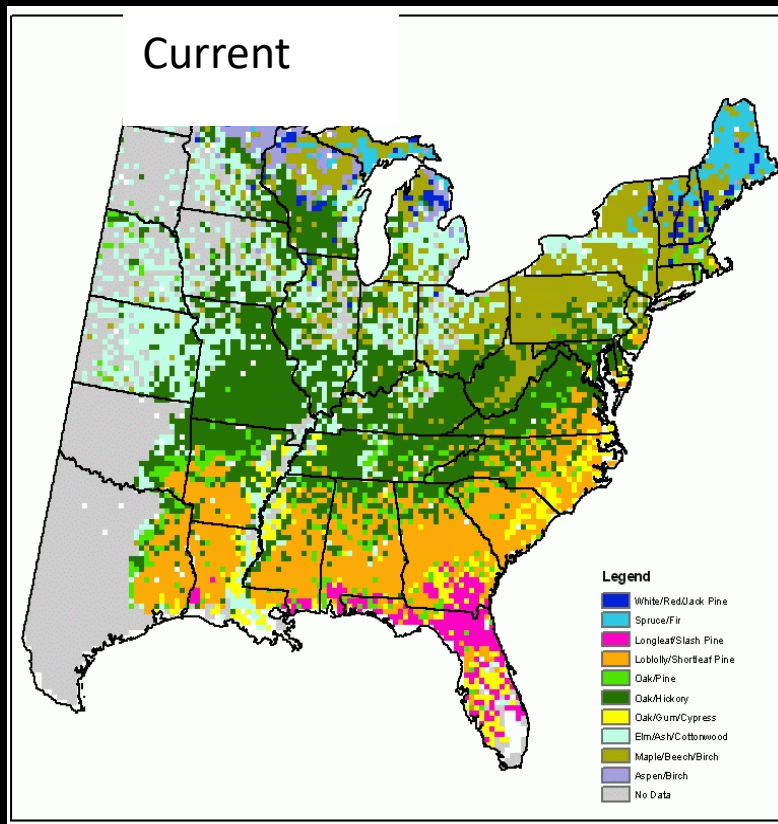 Current
Legend
White/Red/Jack Pine
Spruce/Fir
Longleaf/Slash Pine
Loblolly/Shortleaf Pine
Oak/Pine
Oak/Hickory
Oak/Gum/Cypress
Elm/Ash/Cottonwood
Maple/Beech/Birch
Aspen/Birch
No Data